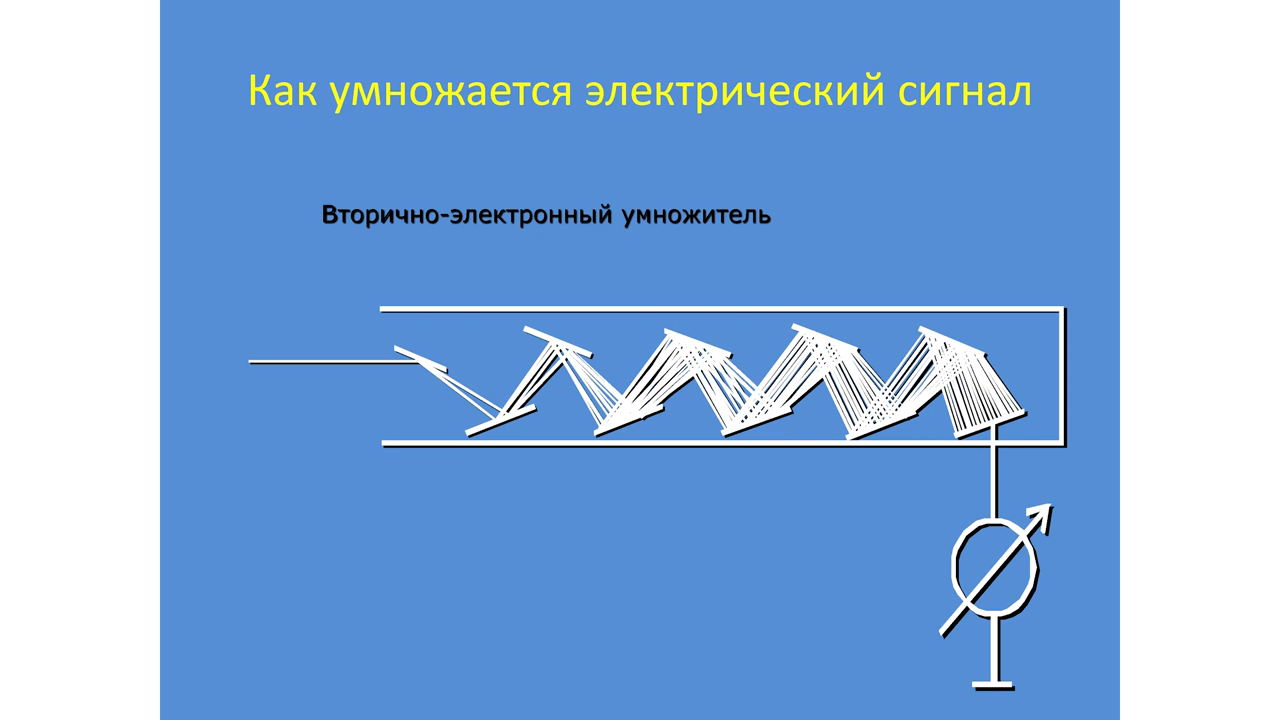 Как умножается электрический сигнал
Вторично-электронный умножитель